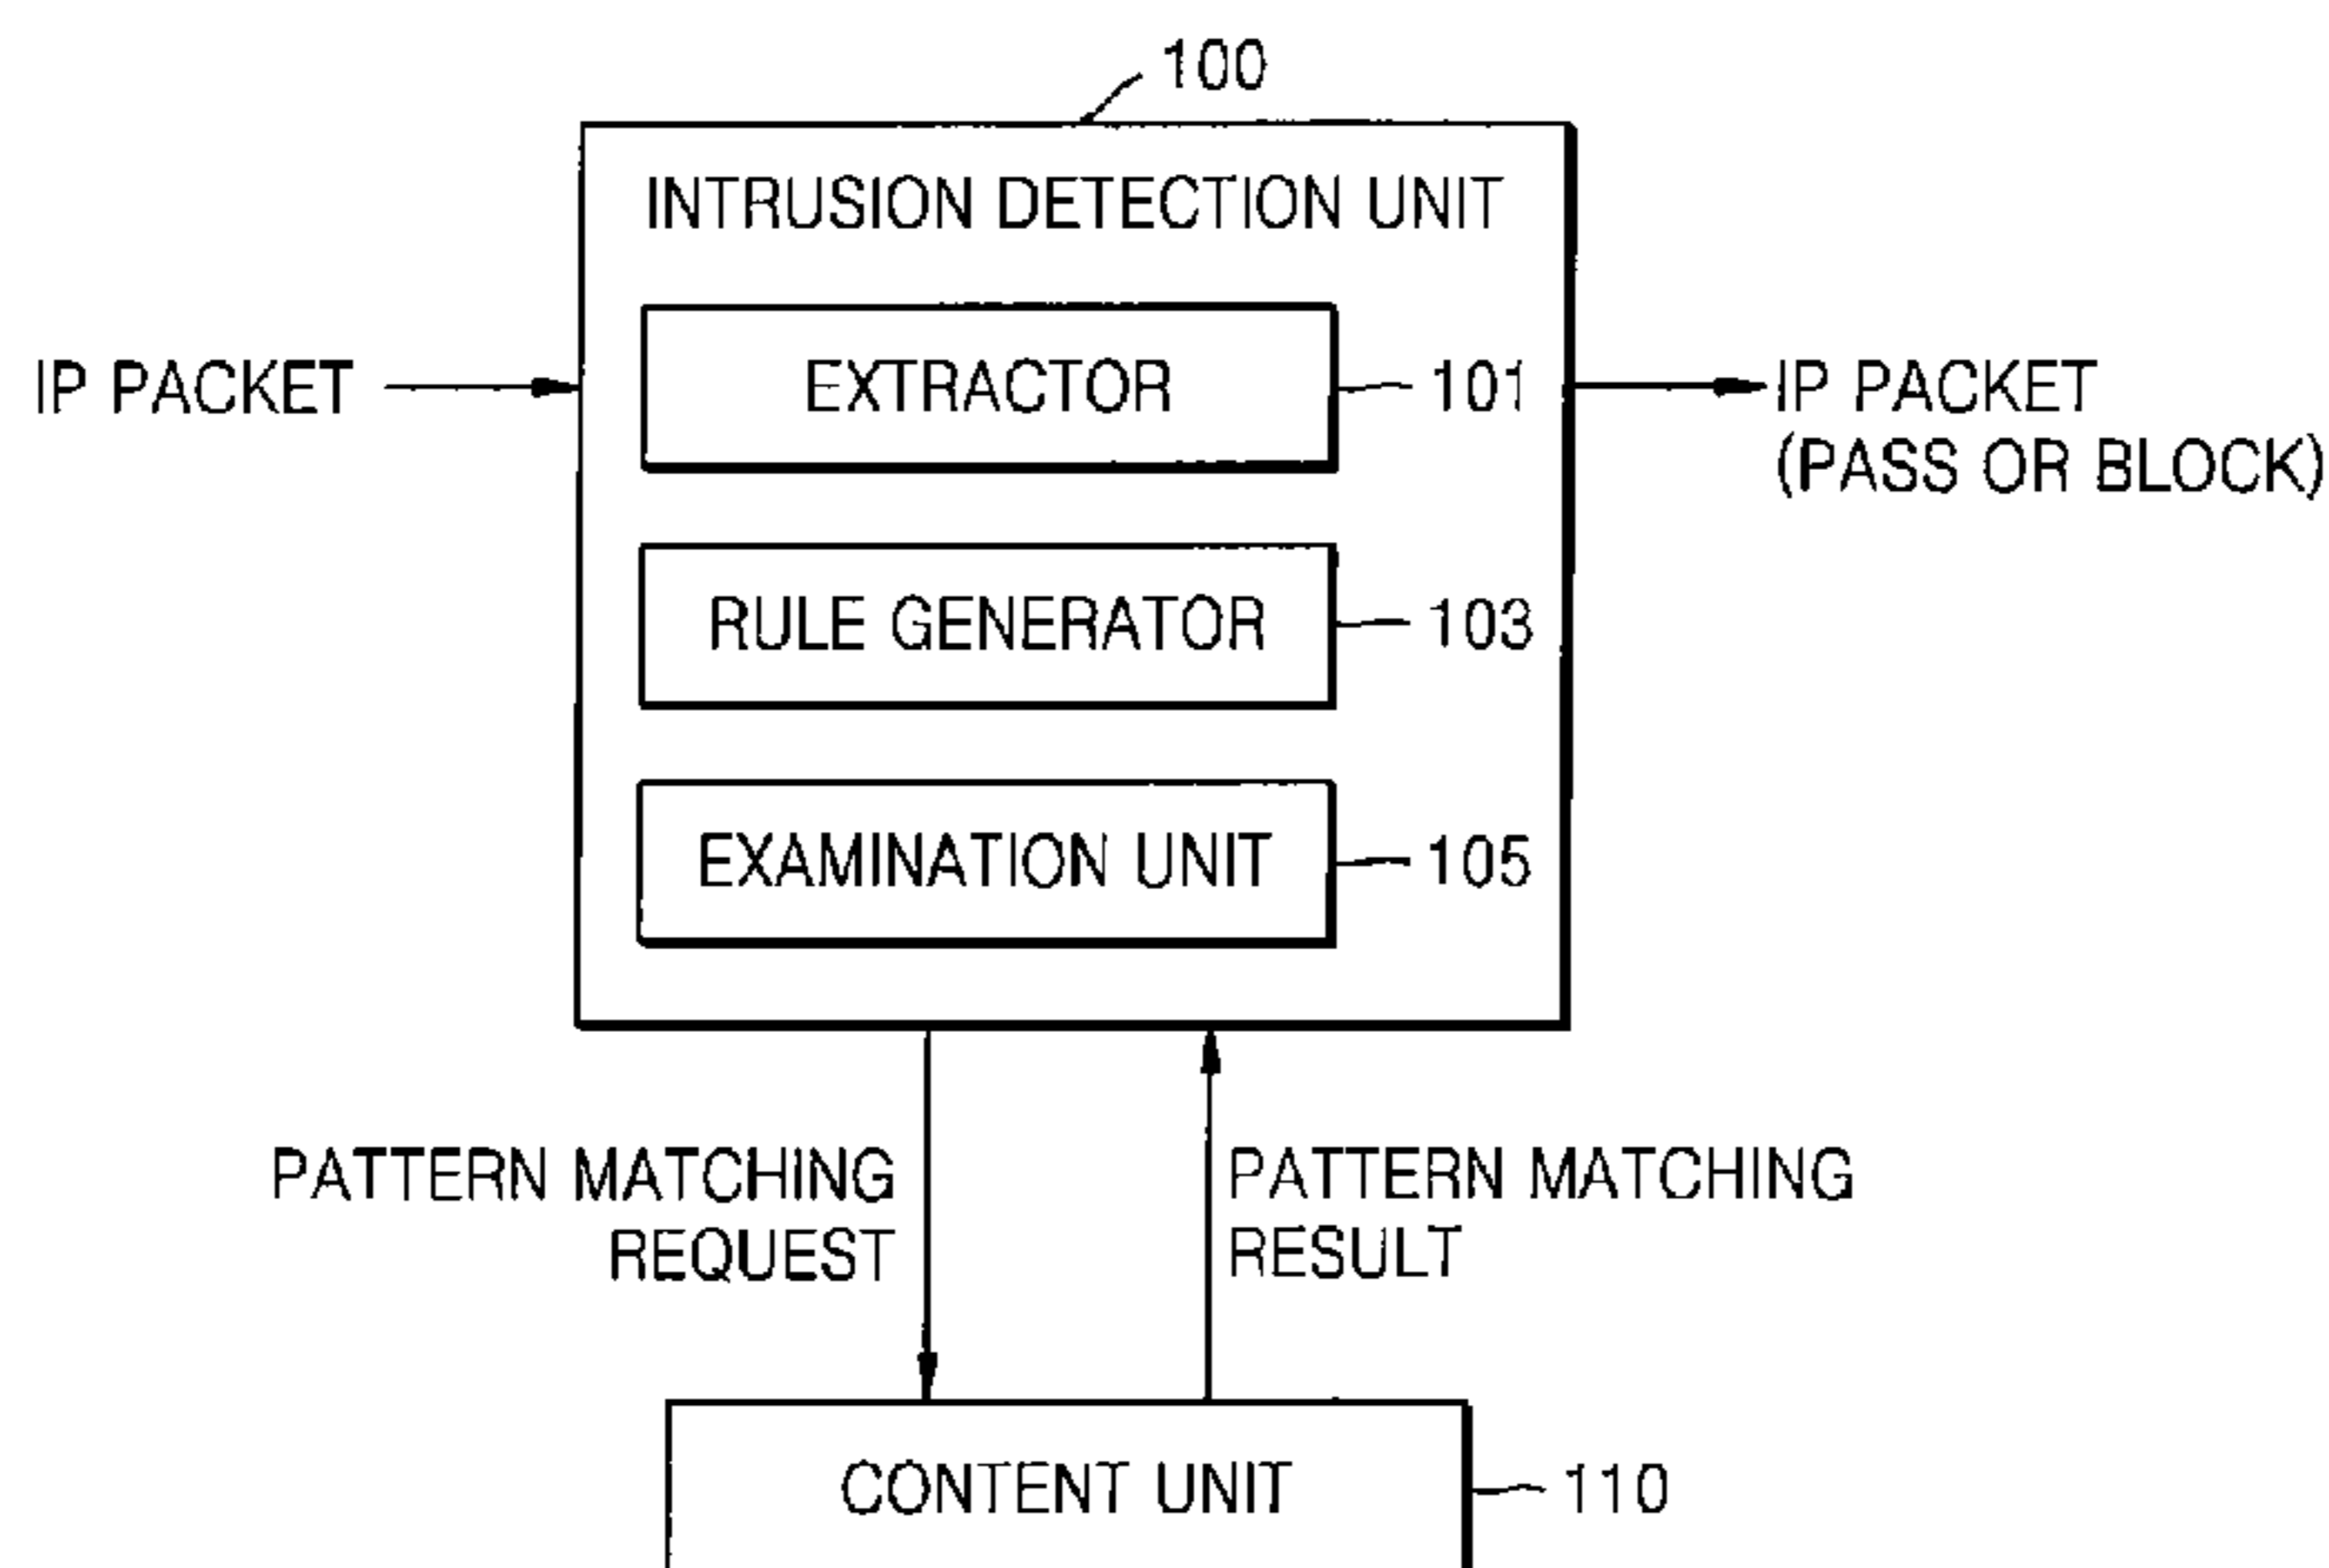 100
INTRUSION DETECTION UNIT
IP PACKET
EXTRACTOR
101
IP PACKET
(PASS OR BLOCK)
RULE GENERATOR
103
EXAMINATION UNIT
105
PATTERN MATCHING
REQUEST
PATTERN MATCHING
RESULT
CONTENT UNIT
110